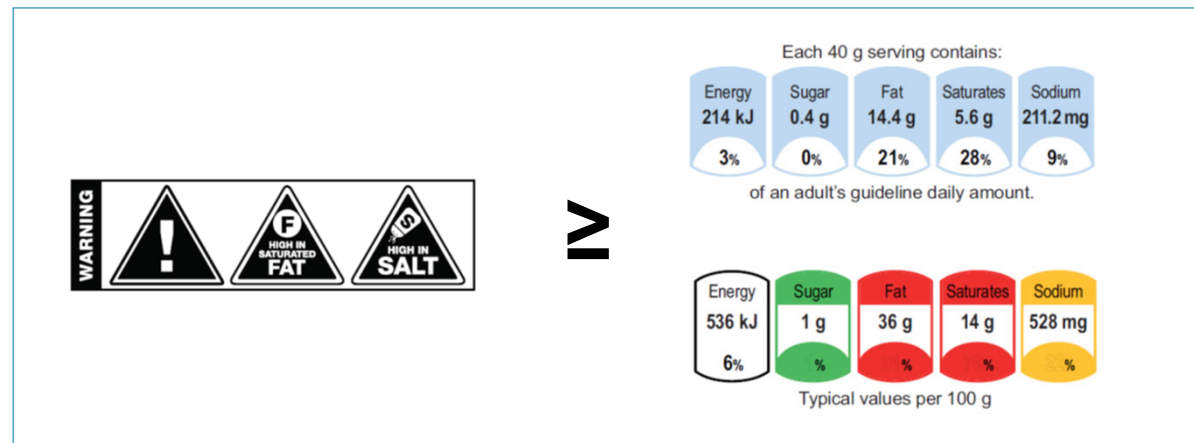 WARNING
!
F
HIGH IN
SATURATED
FAT
S
HIGH IN
SALT
≥
Each 40 g serving contains:
Energy Sugar Fat Saturates Sodium
214 kJ 0.4 g 14.4 g 5.6 g 211.2 mg
3% 0% 21% 28% 9%
of an adult's guideline daily amount.
Energy Sugar Fat Saturates Sodium
536 kJ 1 g 36 g 14 g 528 mg
6% % % % %
Typical values per 100 g